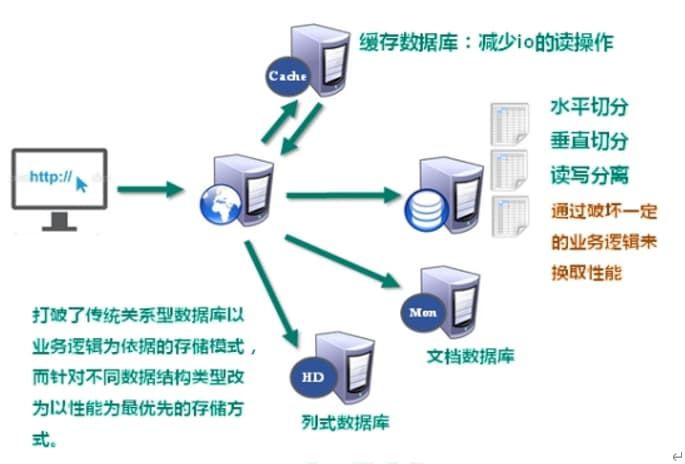 缓存数据库：减少io的读操作
Cache
水平切分
垂直切分
读写分离
http://
通过破坏一定
的业务逻辑来
换取性能
Mon
文档数据库
打破了传统关系型数据库以
业务逻辑为依据的存储模式，
而针对不同数据结构类型改
为以性能为最优先的存储方
式。
HD
列式数据库